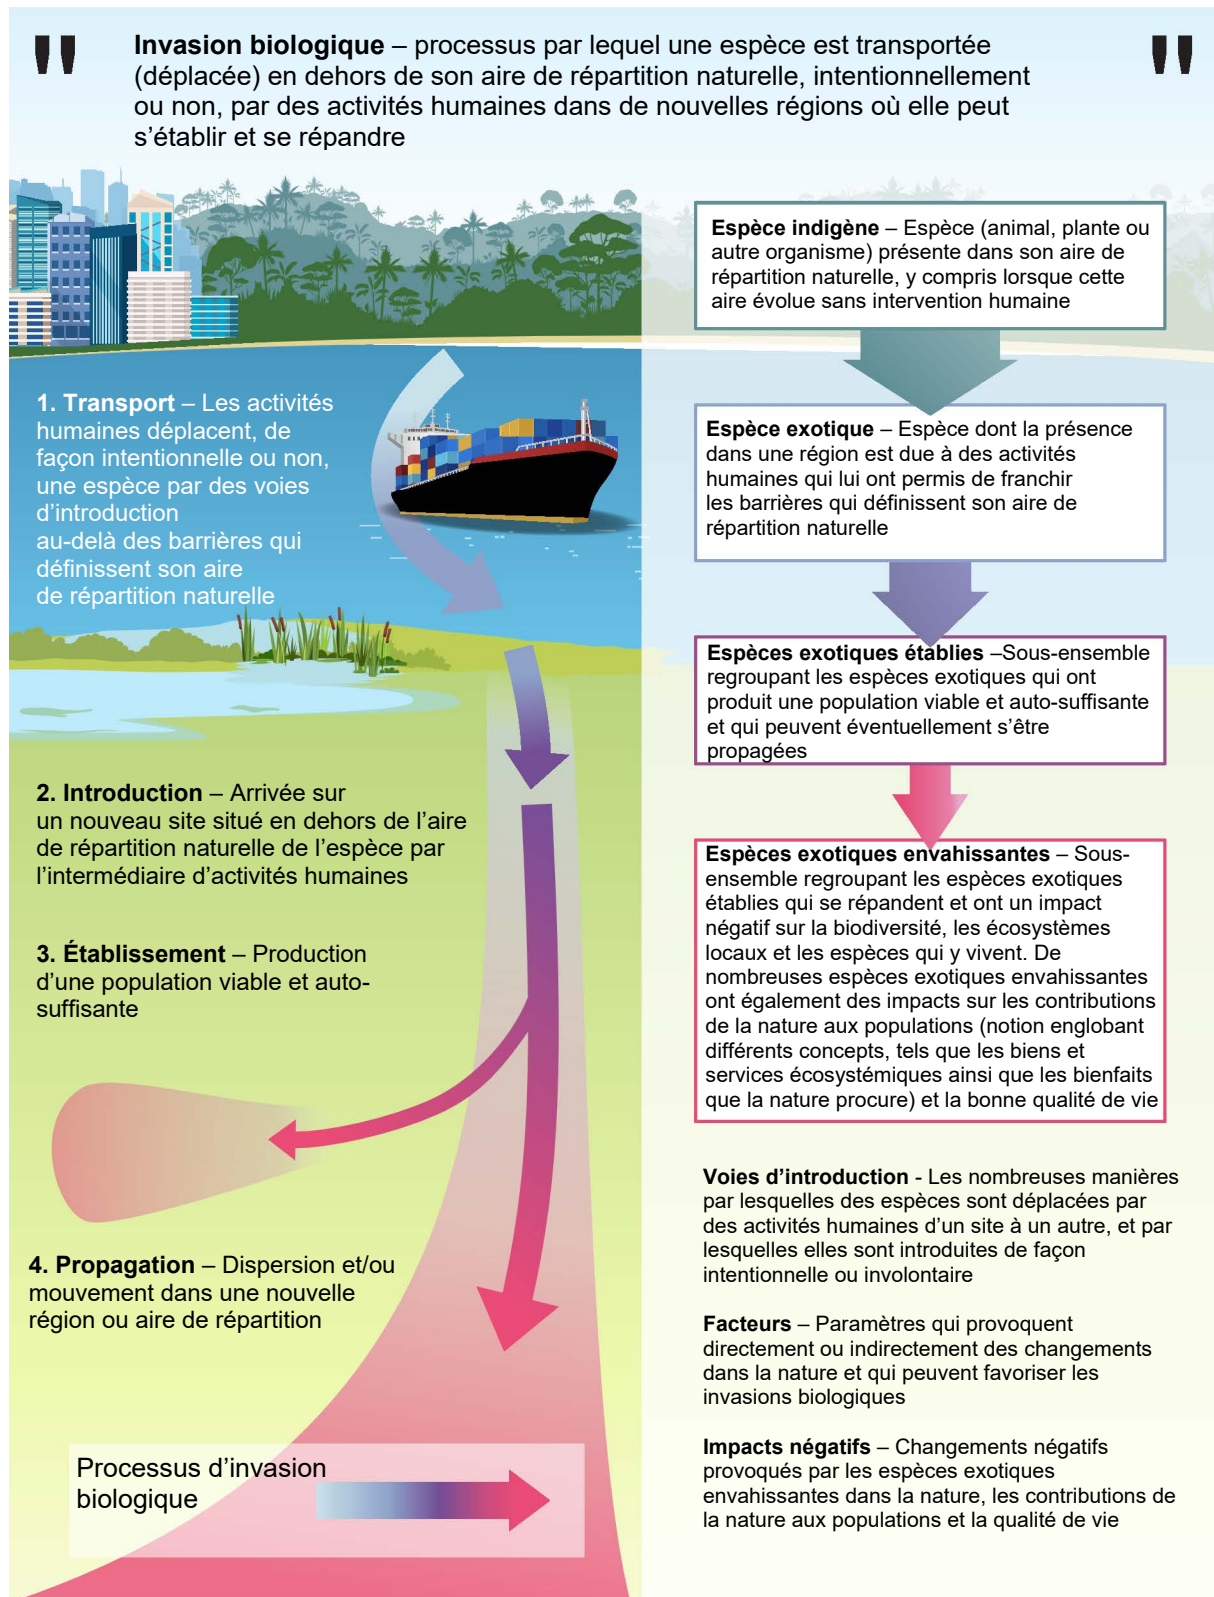 "
Invasion biologique – processus par lequel une espèce est transportée
(déplacée) en dehors de son aire de répartition naturelle, intentionnellement
ou non, par des activités humaines dans de nouvelles régions où elle peut
s'établir et se répandre
"
1. Transport – Les activités
humaines déplacent, de
façon intentionnelle ou non,
une espèce par des voies
d'introduction
au-delà des barrières qui
définissent son aire
de répartition naturelle
2. Introduction – Arrivée sur
un nouveau site situé en dehors de l'aire
de répartition naturelle de l'espèce par
l'intermédiaire d'activités humaines
3. Établissement – Production
d'une population viable et auto-
suffisante
4. Propagation – Dispersion et/ou
mouvement dans une nouvelle
région ou aire de répartition
Processus d'invasion
biologique
Espèce indigène – Espèce (animal, plante ou
autre organisme) présente dans son aire de
répartition naturelle, y compris lorsque cette
aire évolue sans intervention humaine
Espèce exotique – Espèce dont la présence
dans une région est due à des activités
humaines qui lui ont permis de franchir
les barrières qui définissent son aire de
répartition naturelle
Espèces exotiques établies –Sous-ensemble
regroupant les espèces exotiques qui ont
produit une population viable et auto-suffisante
et qui peuvent éventuellement s'être
propagées
Espèces exotiques envahissantes – Sous-
ensemble regroupant les espèces exotiques
établies qui se répandent et ont un impact
négatif sur la biodiversité, les écosystèmes
locaux et les espèces qui y vivent. De
nombreuses espèces exotiques envahissantes
ont également des impacts sur les contributions
de la nature aux populations (notion englobant
différents concepts, tels que les biens et
services écosystémiques ainsi que les bienfaits
que la nature procure) et la bonne qualité de vie
Voies d'introduction - Les nombreuses manières
par lesquelles des espèces sont déplacées par
des activités humaines d'un site à un autre, et par
lesquelles elles sont introduites de façon
intentionnelle ou involontaire
Facteurs – Paramètres qui provoquent
directement ou indirectement des changements
dans la nature et qui peuvent favoriser les
invasions biologiques
Impacts négatifs – Changements négatifs
provoqués par les espèces exotiques
envahissantes dans la nature, les contributions de
la nature aux populations et la qualité de vie